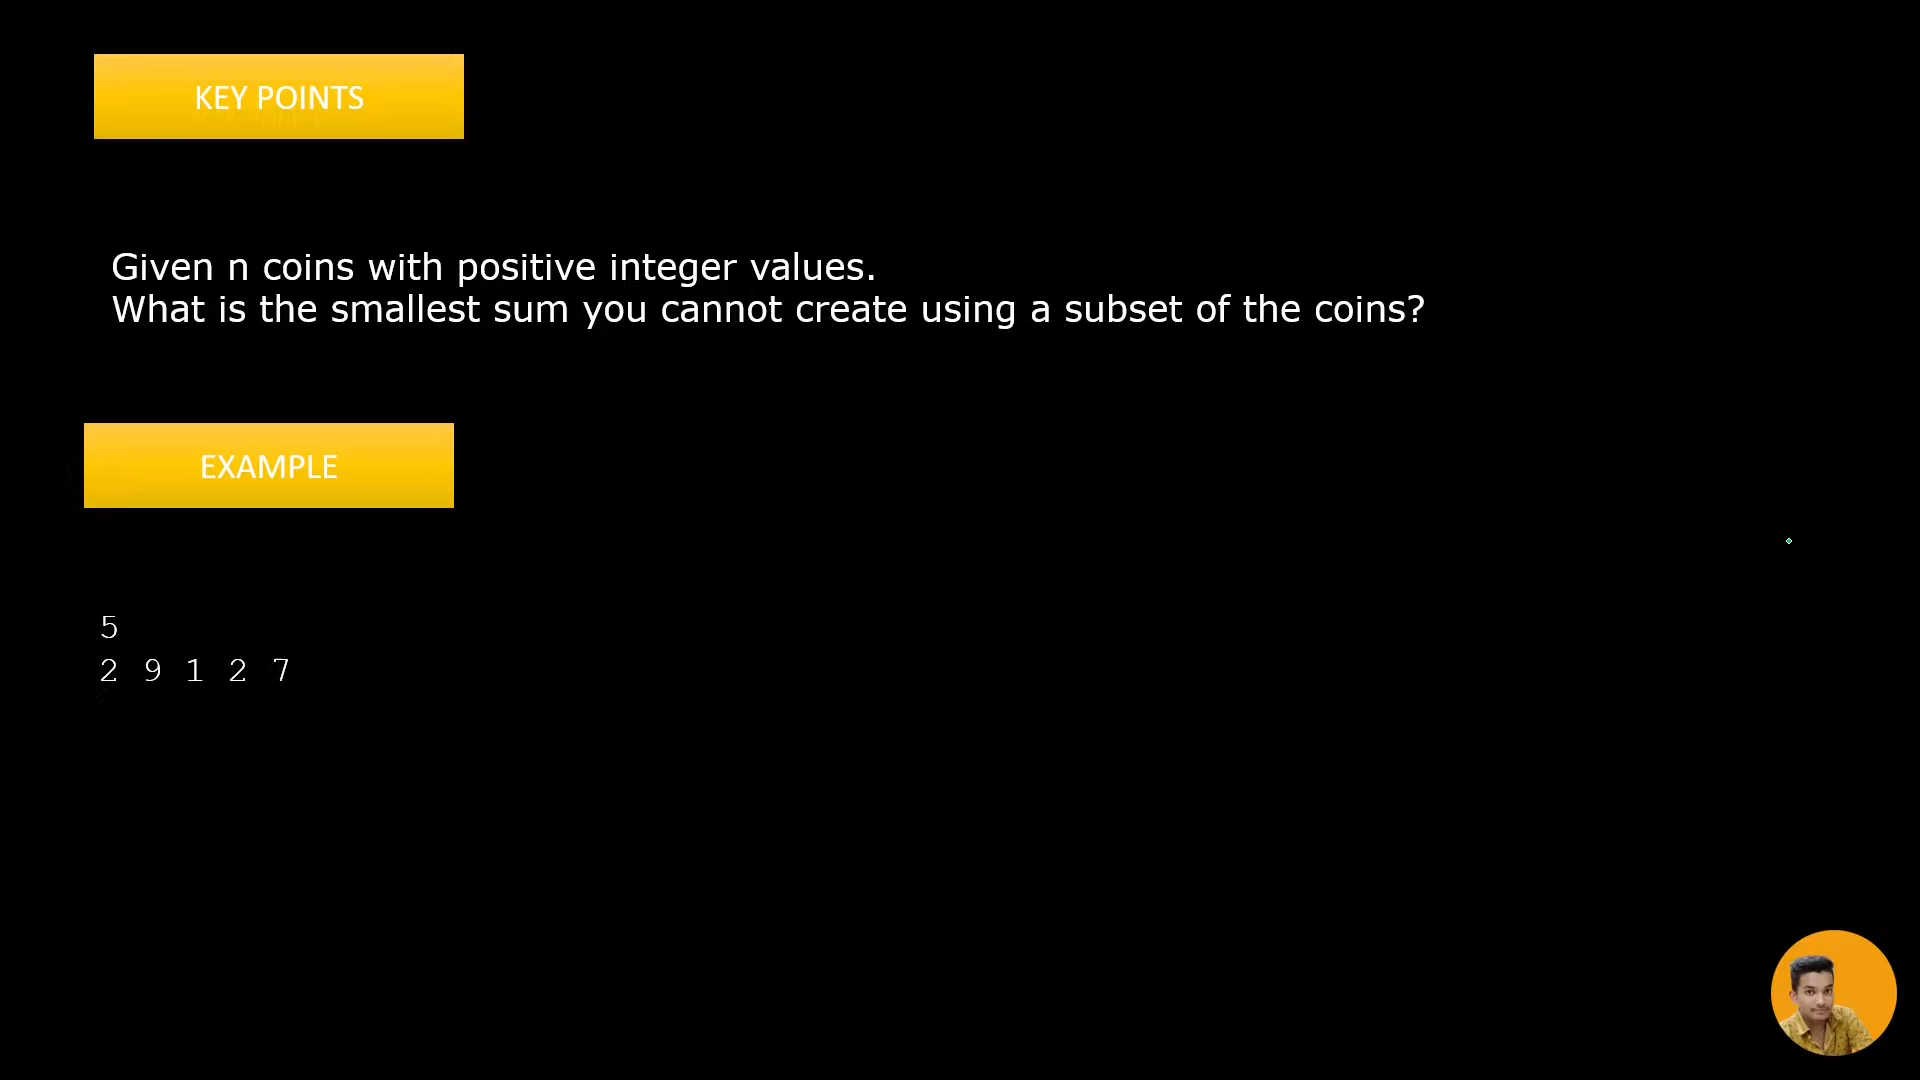 KEY POINTS
Given n coins with positive integer values.
What is the smallest sum you cannot create using a subset of the coins?
EXAMPLE
5
2 9 1 2 7